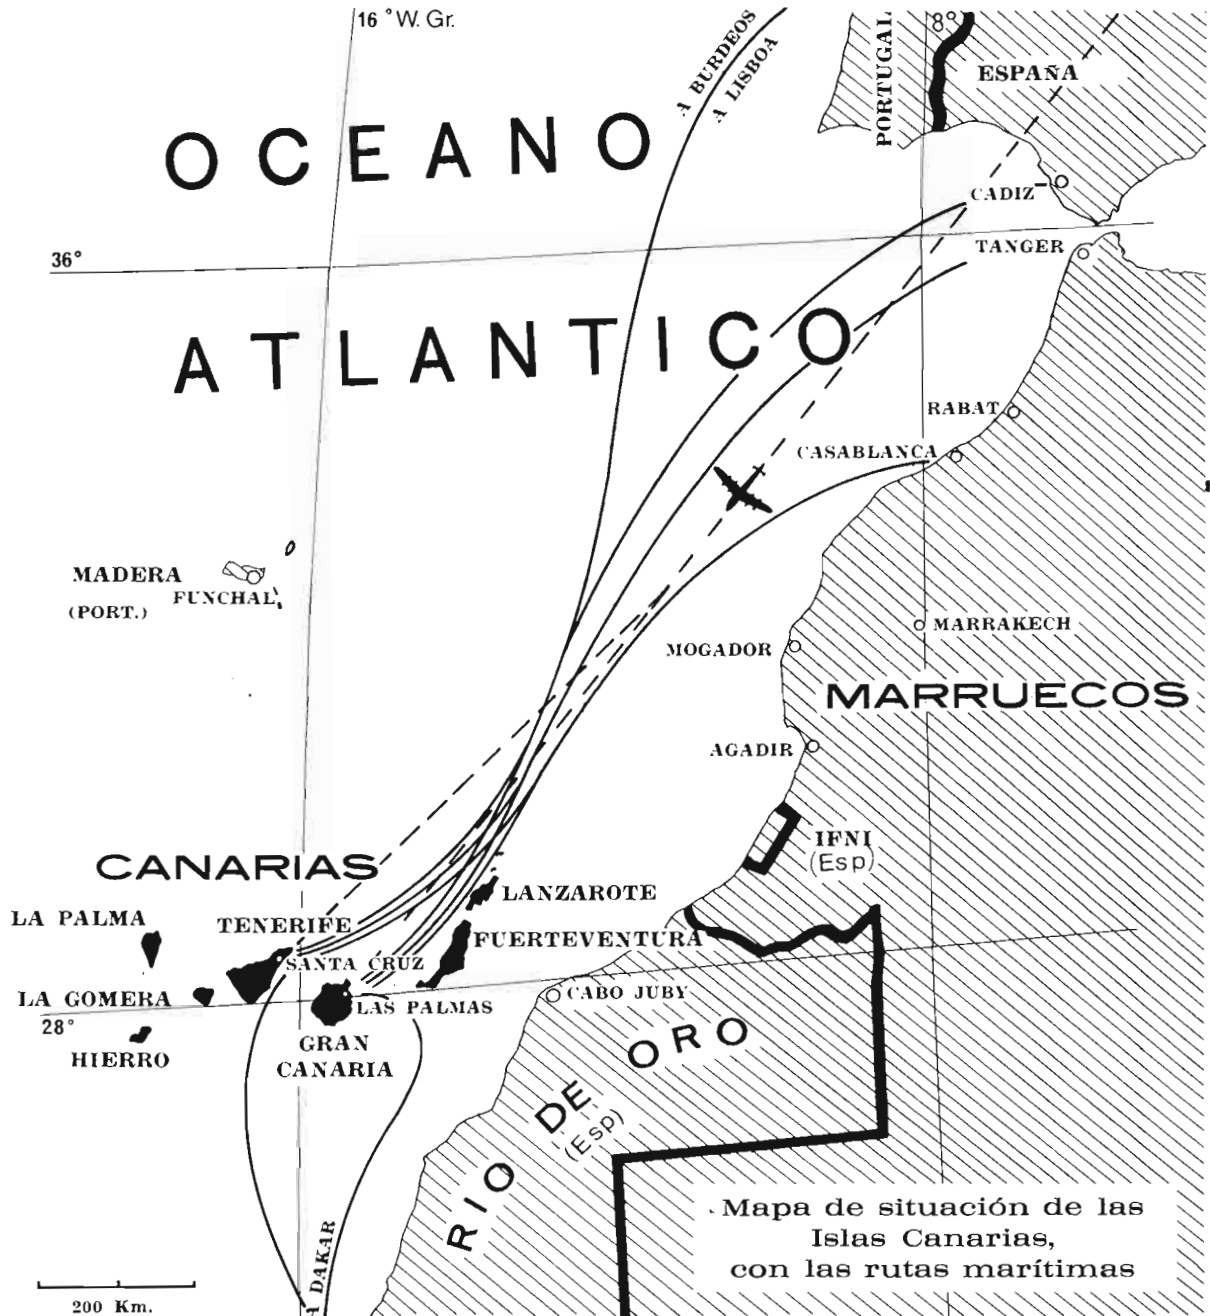 16° W. Gr.
8°
A BURDEOS
A LISBOA
PORTUGAL
ESPAÑA
OCEANO
CADIZ
36°
TANGER
ATLANTICO
RABAT
CASABLANCA
MADERA
(PORT.)
FUNCHAL
MARRAKECH
MOGADOR
MARRUECOS
AGADIR
IFNI
(Esp)
CANARIAS
LANZAROTE
LA PALMA
TENERIFE
FUERTEVENTURA
SANTA CRUZ
LA GOMERA
CABO JUBY
LAS PALMAS
28°
HIERRO
GRAN
CANARIA
RIO DE ORO
(Esp)
A DAKAR
Mapa de situación de las
Islas Canarias,
con las rutas marítimas
200 Km.